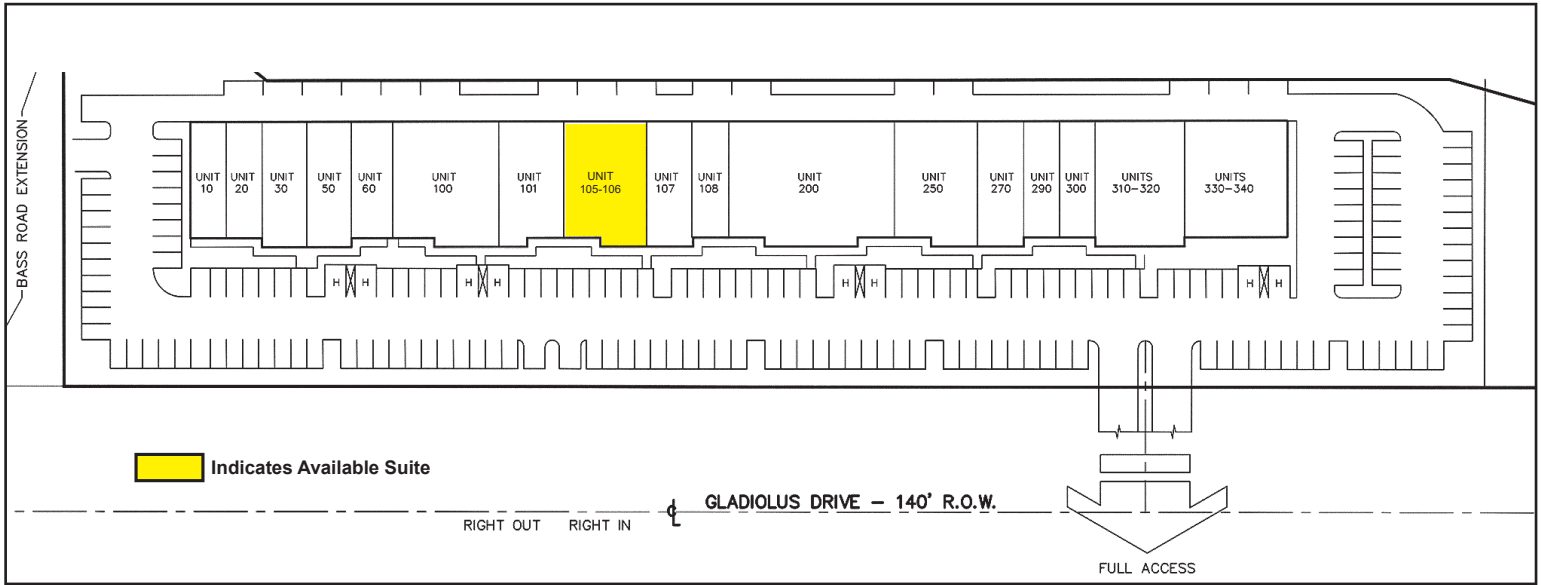 BASS ROAD EXTENSION
UNIT
10
UNIT
20
UNIT
30
UNIT
50
UNIT
60
UNIT
100
UNIT
101
UNIT
105-106
UNIT
107
UNIT
108
UNIT
200
UNIT
250
UNIT
270
UNIT
290
UNIT
300
UNITS
310-320
UNITS
330-340
H H
H H
H H
H H
Indicates Available Suite
GLADIOLUS DRIVE - 140' R.O.W.
RIGHT OUT RIGHT IN
FULL ACCESS